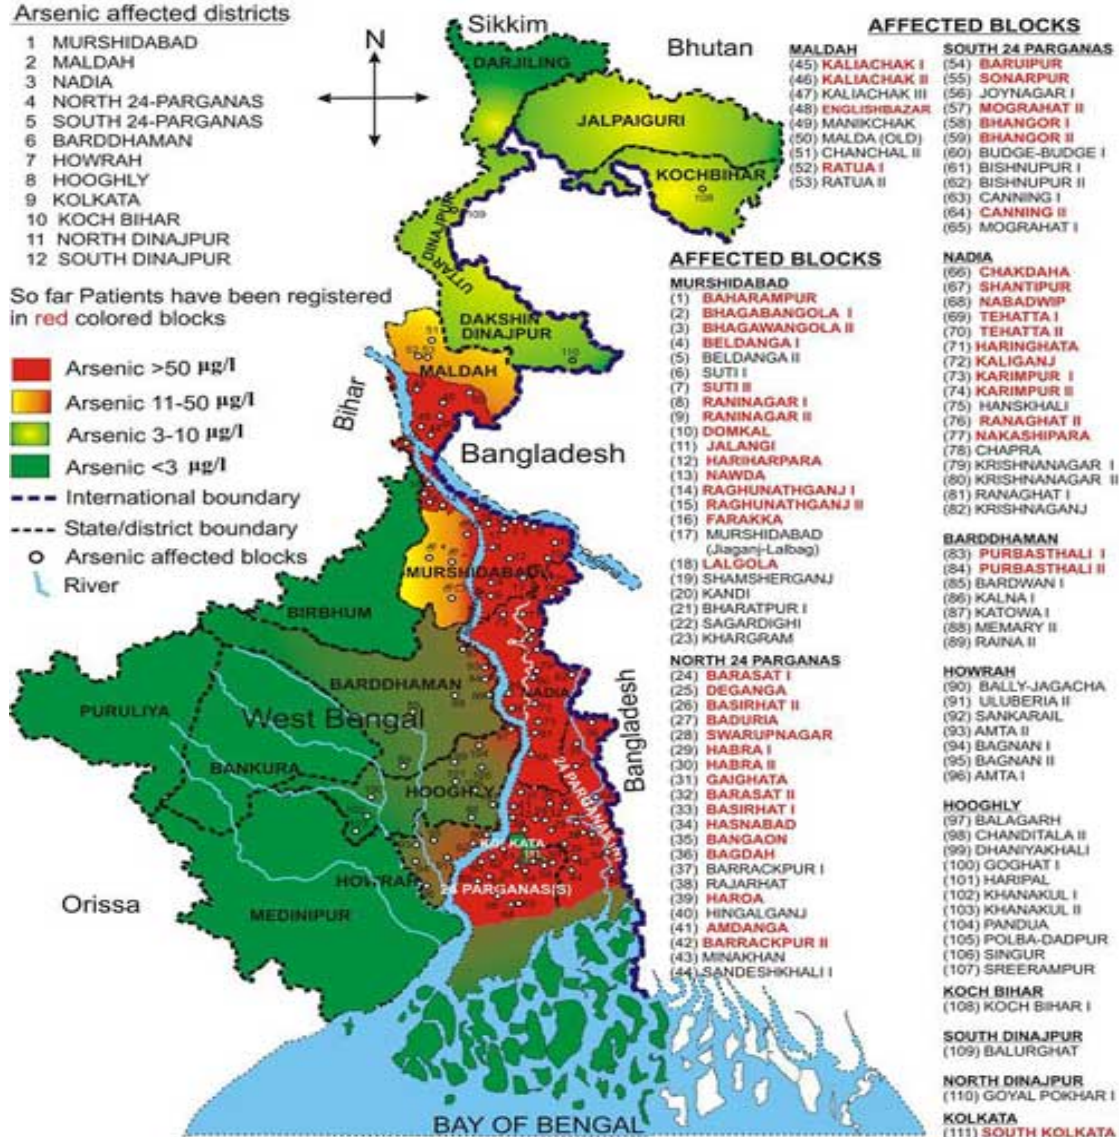 Arsenic affected districts
1 MURSHIDABAD
2 MALDAH
3 NADIA
4 NORTH 24-PARGANAS
5 SOUTH 24-PARGANAS
6 BARDDHAMAN
7 HOWRAH
8 HOOGHLY
9 KOLKATA
10 KOCH BIHAR
11 NORTH DINAJPUR
12 SOUTH DINAJPUR
So far Patients have been registered
in red colored blocks
Arsenic >50 µg/l
Arsenic 11-50 µg/l
Arsenic 3-10 µg/l
Arsenic <3 µg/l
International boundary
State/district boundary
Arsenic affected blocks
River
N
Sikkim
Bhutan
DARJILING
JALPAIGURI
KOCHBIHAR
108
109
UTTAR DINAJPUR
DAKSHIN
DINAJPUR
110
MALDAH
Bihar
Bangladesh
MURSHIDABAD
BIRBHUM
BARDDHAMAN
NADIA
PURULIYA
West Bengal
BANKURA
HOOGHLY
24 PARGANAS
Bangladesh
KOLKATA
HOWRAH
24 PARGANAS(S)
MEDINIPUR
Orissa
BAY OF BENGAL
AFFECTED BLOCKS
MALDAH
(45) KALIACHAK I
(46) KALIACHAK II
(47) KALIACHAK III
(48) ENGLISHBAZAR
(49) MANIKCHAK
(50) MALDA (OLD)
(51) CHANCHAL II
(52) RATUA I
(53) RATUA II
SOUTH 24 PARGANAS
(54) BARUIPUR
(55) SONARPUR
(56) JOYNAGAR I
(57) MOGRAHAT II
(58) BHANGOR I
(59) BHANGOR II
(60) BUDGE-BUDGE I
(61) BISHNUPUR I
(62) BISHNUPUR II
(63) CANNING I
(64) CANNING II
(65) MOGRAHAT I
AFFECTED BLOCKS
MURSHIDABAD
(1) BAHARAMPUR
(2) BHAGABANGOLA I
(3) BHAGAWANGOLA II
(4) BELDANGA I
(5) BELDANGA II
(6) SUTI I
(7) SUTI II
(8) RANINAGAR I
(9) RANINAGAR II
(10) DOMKAL
(11) JALANGI
(12) HARIHARPARA
(13) NAWDA
(14) RAGHUNATHGANJ I
(15) RAGHUNATHGANJ II
(16) FARAKKA
(17) MURSHIDABAD
(Jiaganj-Lalbag)
(18) LALGOLA
(19) SHAMSHERGANJ
(20) KANDI
(21) BHARATPUR I
(22) SAGARDIGHI
(23) KHARGRAM
NORTH 24 PARGANAS
(24) BARASAT I
(25) DEGANGA
(26) BASIRHAT II
(27) BADURIA
(28) SWARUPNAGAR
(29) HABRA I
(30) HABRA II
(31) GAIGHATA
(32) BARASAT II
(33) BASIRHAT I
(34) HASNABAD
(35) BANGAON
(36) BAGDAH
(37) BARRACKPUR I
(38) RAJARHAT
(39) HAROA
(40) HINGALGANJ
(41) AMDANGA
(42) BARRACKPUR II
(43) MINAKHAN
(44) SANDESHKHALI I
NADIA
(66) CHAKDAHA
(67) SHANTIPUR
(68) NABADWIP
(69) TEHATTA I
(70) TEHATTA II
(71) HARINGHATA
(72) KALIGANJ
(73) KARIMPUR I
(74) KARIMPUR II
(75) HANSKHALI
(76) RANAGHAT II
(77) NAKASHIPARA
(78) CHAPRA
(79) KRISHNANAGAR I
(80) KRISHNANAGAR II
(81) RANAGHAT I
(82) KRISHNAGANJ
BARDDHAMAN
(83) PURBASTHALI I
(84) PURBASTHALI II
(85) BARDWAN I
(86) KALNA I
(87) KATOWA I
(88) MEMARY II
(89) RAINA II
HOWRAH
(90) BALLY-JAGACHA
(91) ULUBERIA II
(92) SANKARAIL
(93) AMTA II
(94) BAGNAN I
(95) BAGNAN II
(96) AMTA I
HOOGHLY
(97) BALAGARH
(98) CHANDITALA II
(99) DHANIYAKHALI
(100) GOGHAT I
(101) HARIPAL
(102) KHANAKUL I
(103) KHANAKUL II
(104) PANDUA
(105) POLBA-DADPUR
(106) SINGUR
(107) SREERAMPUR
KOCH BIHAR
(108) KOCH BIHAR I
SOUTH DINAJPUR
(109) BALURGHAT
NORTH DINAJPUR
(110) GOYAL POKHAR I
KOLKATA
(111) SOUTH KOLKATA